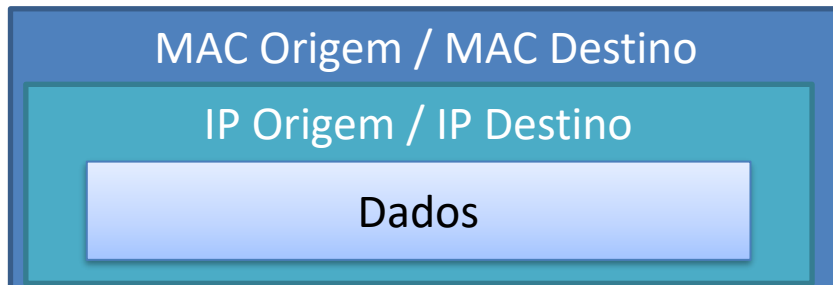 MAC Origem / MAC Destino
IP Origem / IP Destino
Dados